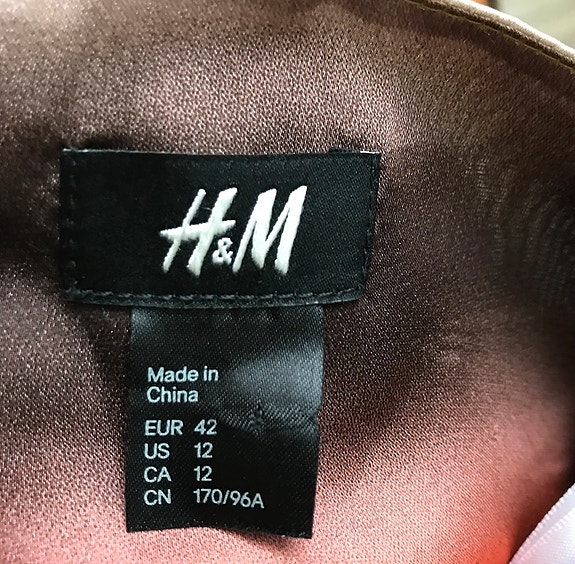 H&M
Made in
China
EUR 42
US 12
CA 12
CN 170/96A